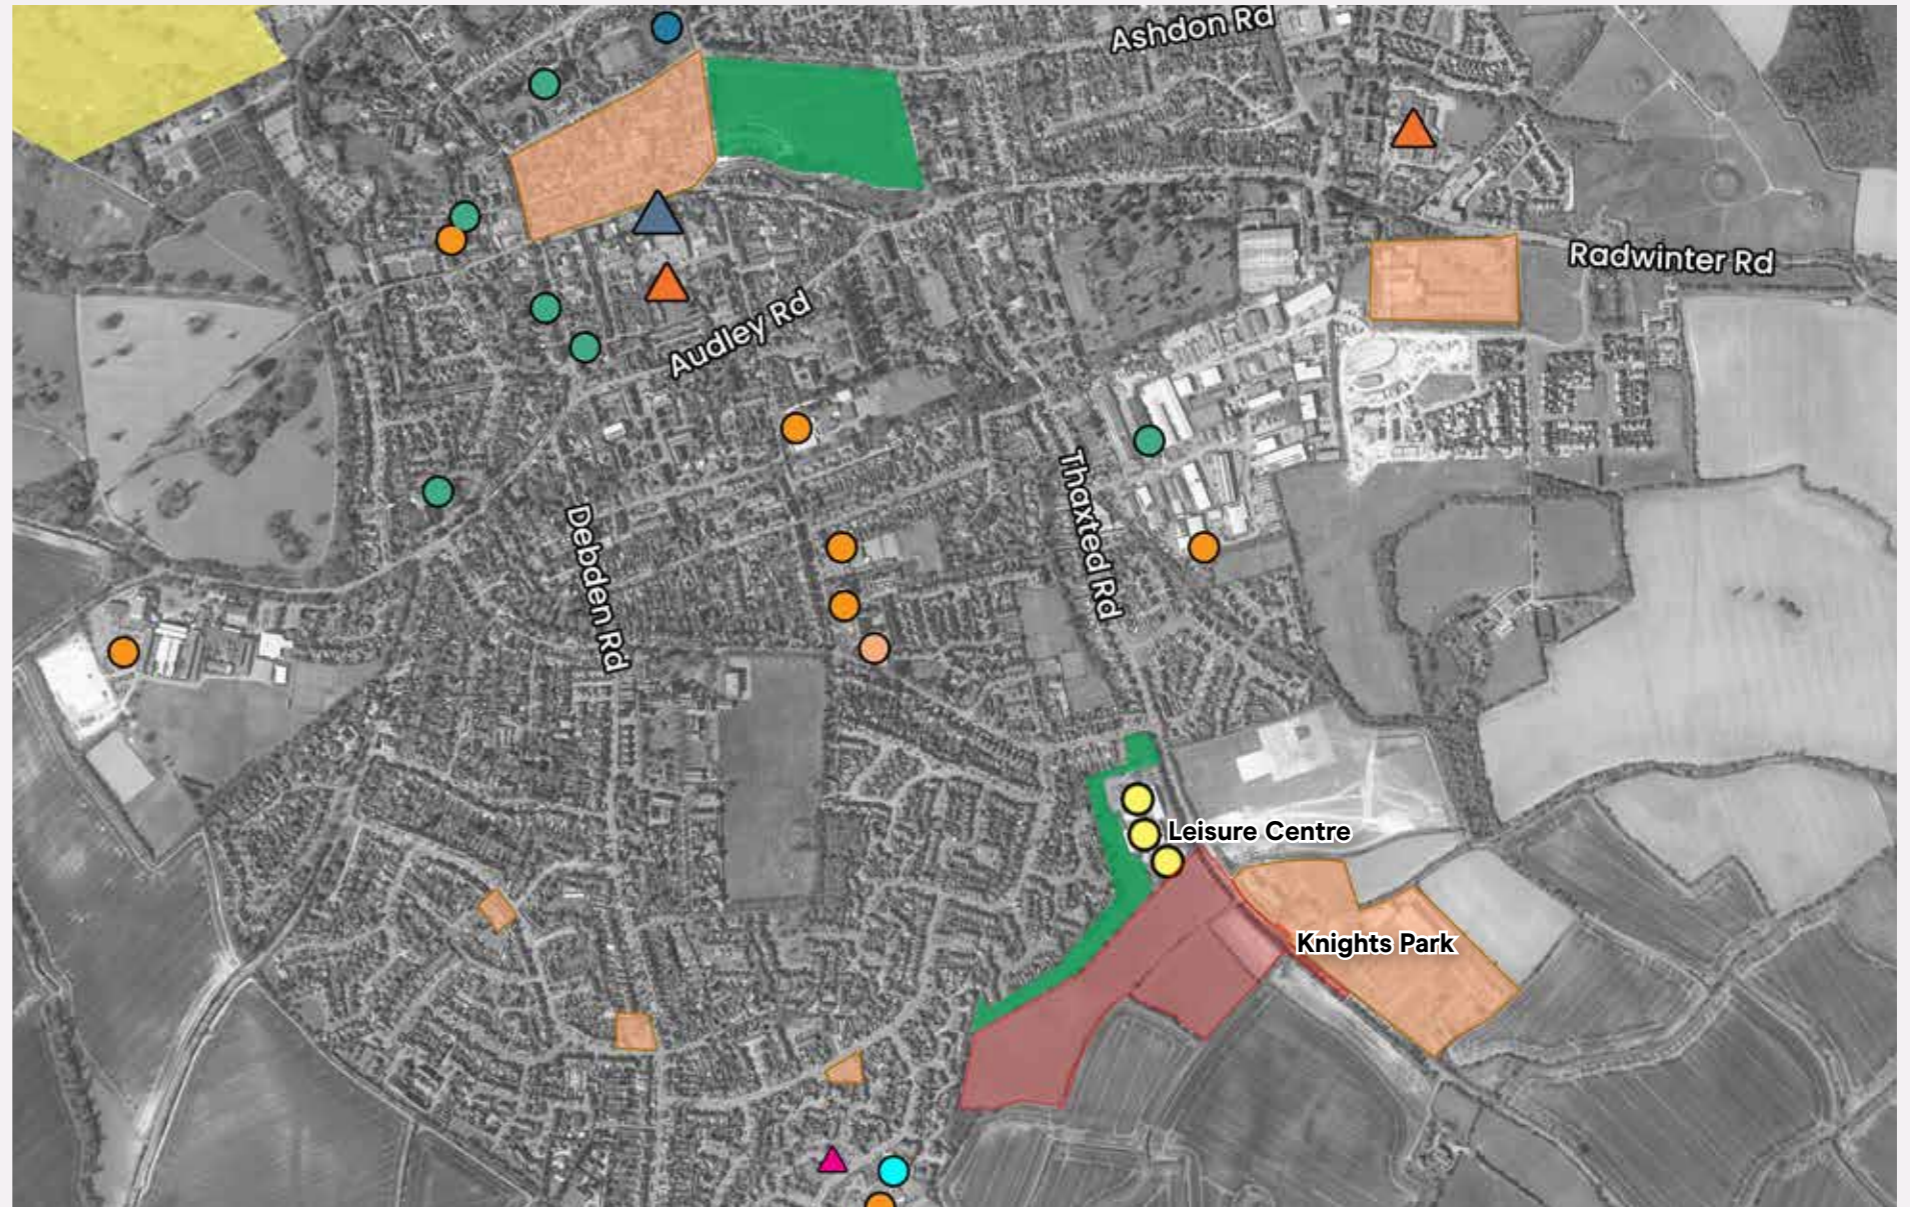 Ashdon Rd
Radwinter Rd
Audley Rd
Thaxted Rd
Debden Rd
Leisure Centre
Knights Park